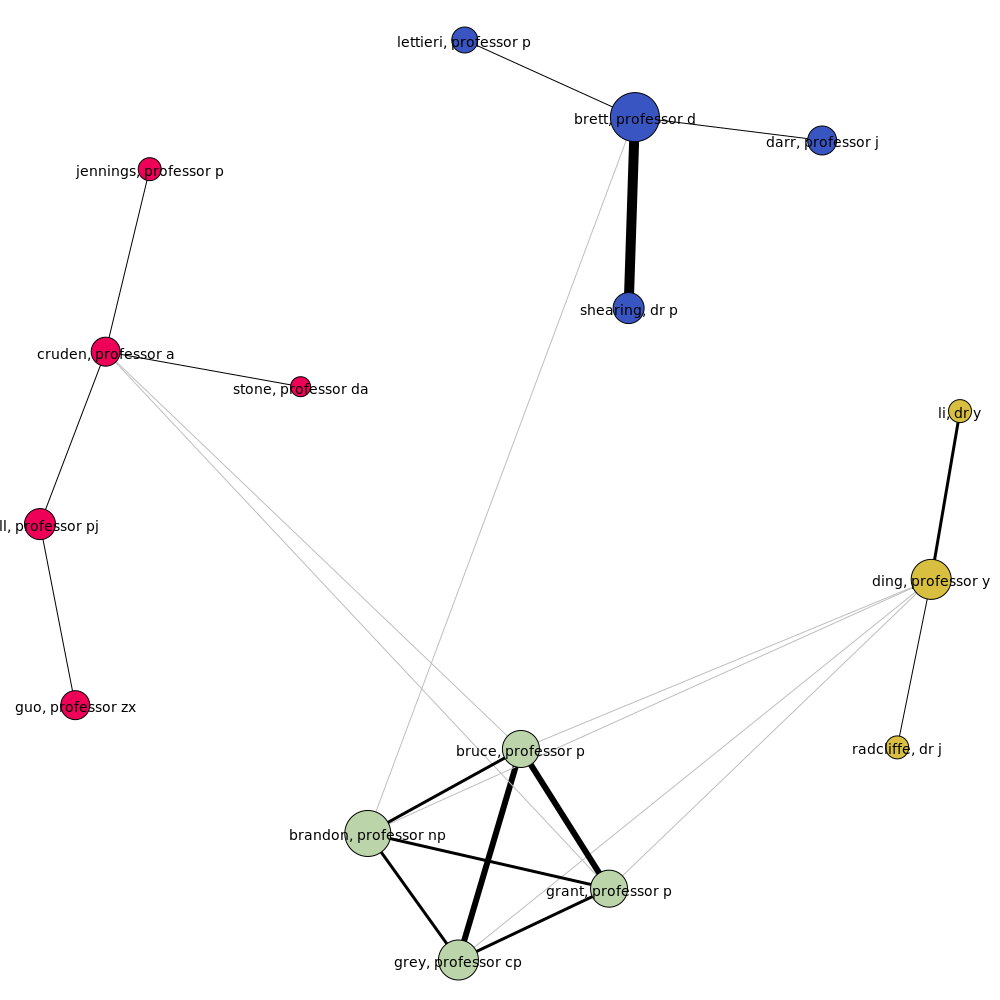 lettieri, professor p
brett, professor d
darr, professor j
jennings, professor p
shearing, dr p
cruden, professor a
stone, professor da
li, dr y
ll, professor pj
ding, professor y
guo, professor zx
bruce, professor p
radcliffe, dr j
brandon, professor np
grant, professor p
grey, professor cp